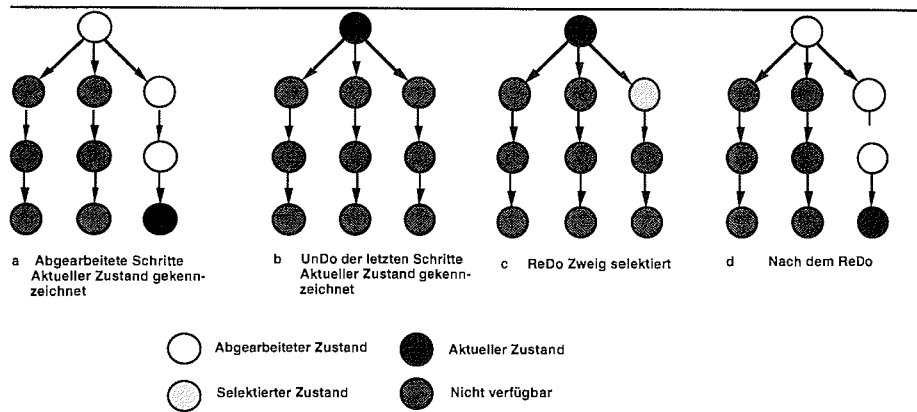 a Abgearbeitete Schritte
Aktueller Zustand gekenn-
zeichnet
b UnDo der letzten Schritte
Aktueller Zustand gekenn-
zeichnet
c ReDo Zweig selektiert
d Nach dem ReDo
Abgearbeiteter Zustand
Aktueller Zustand
Selektierter Zustand
Nicht verfügbar